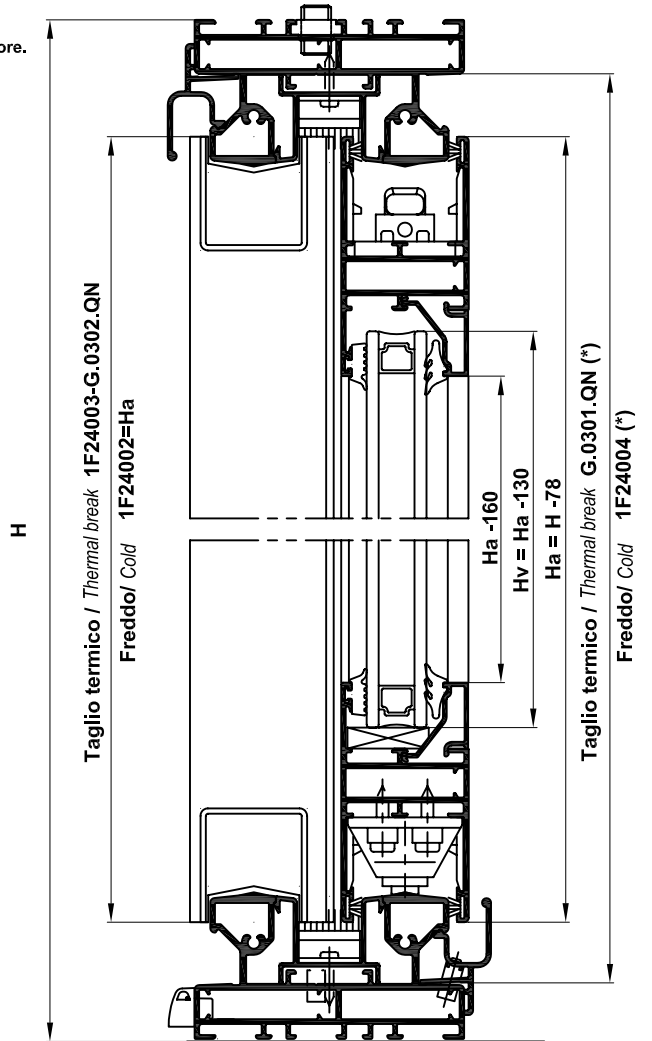 ore.
H
Taglio termico / Thermal break 1F24003-G.0302.QN
Freddo/ Cold 1F24002=Ha
Ha -160
Hv = Ha -130
Ha = H -78
Taglio termico / Thermal break G.0301.QN (*)
Freddo/ Cold 1F24004 (*)